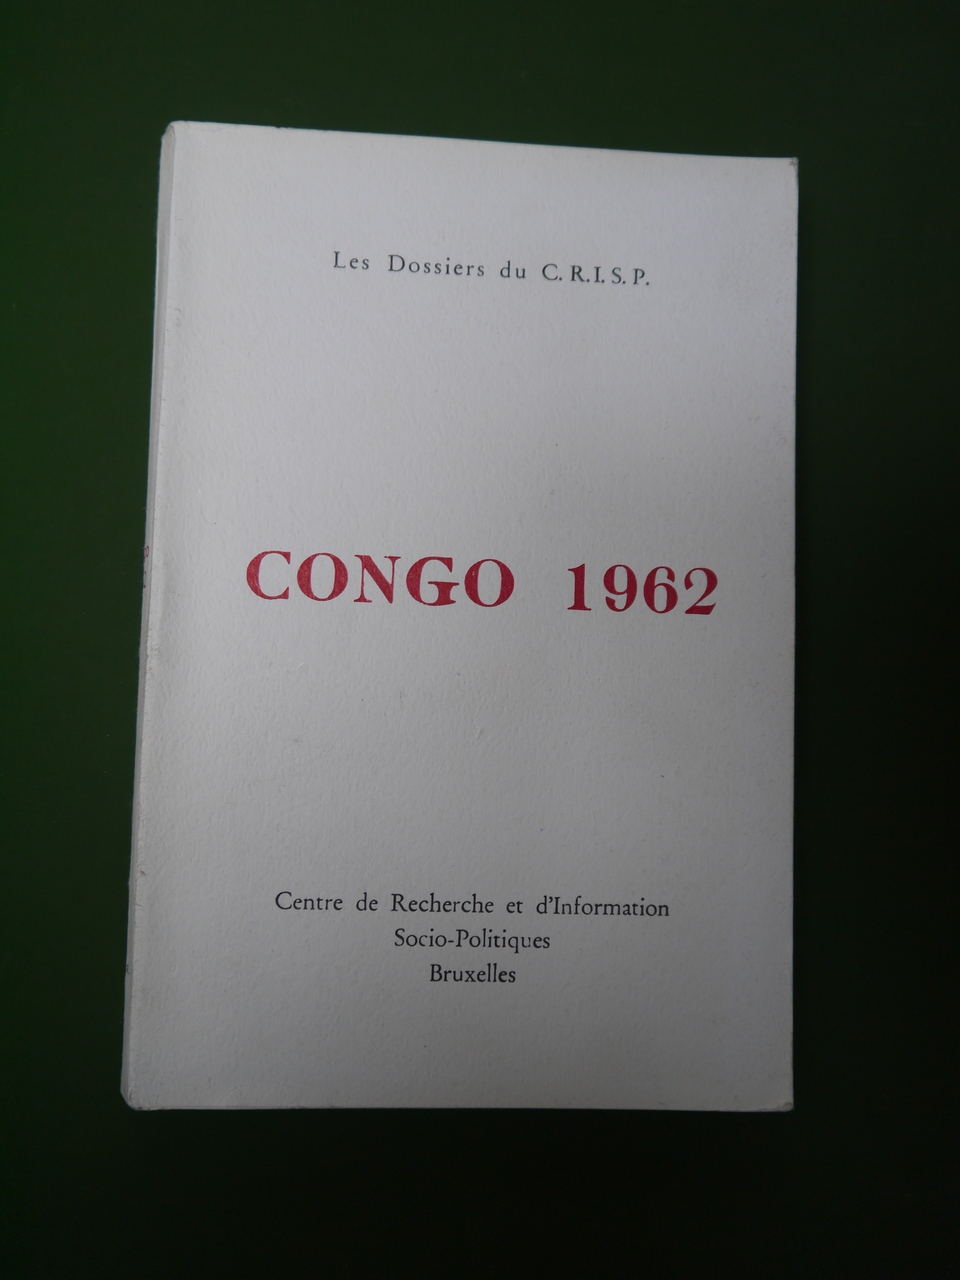 Les Dossiers du C.R.I.S.P.
CONGO 1962
Centre de Recherche et d'Information
Socio-Politiques
Bruxelles